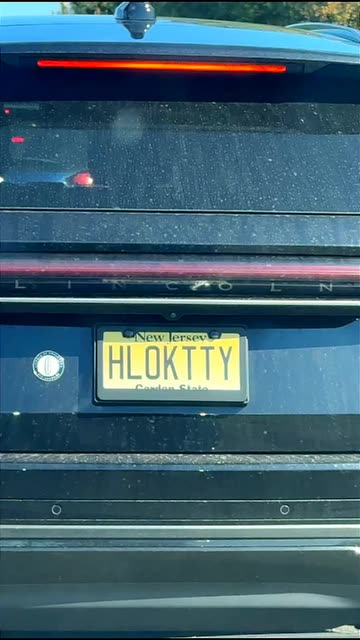 LINCOLN
New Jersey
HLOKTTY
Garden State